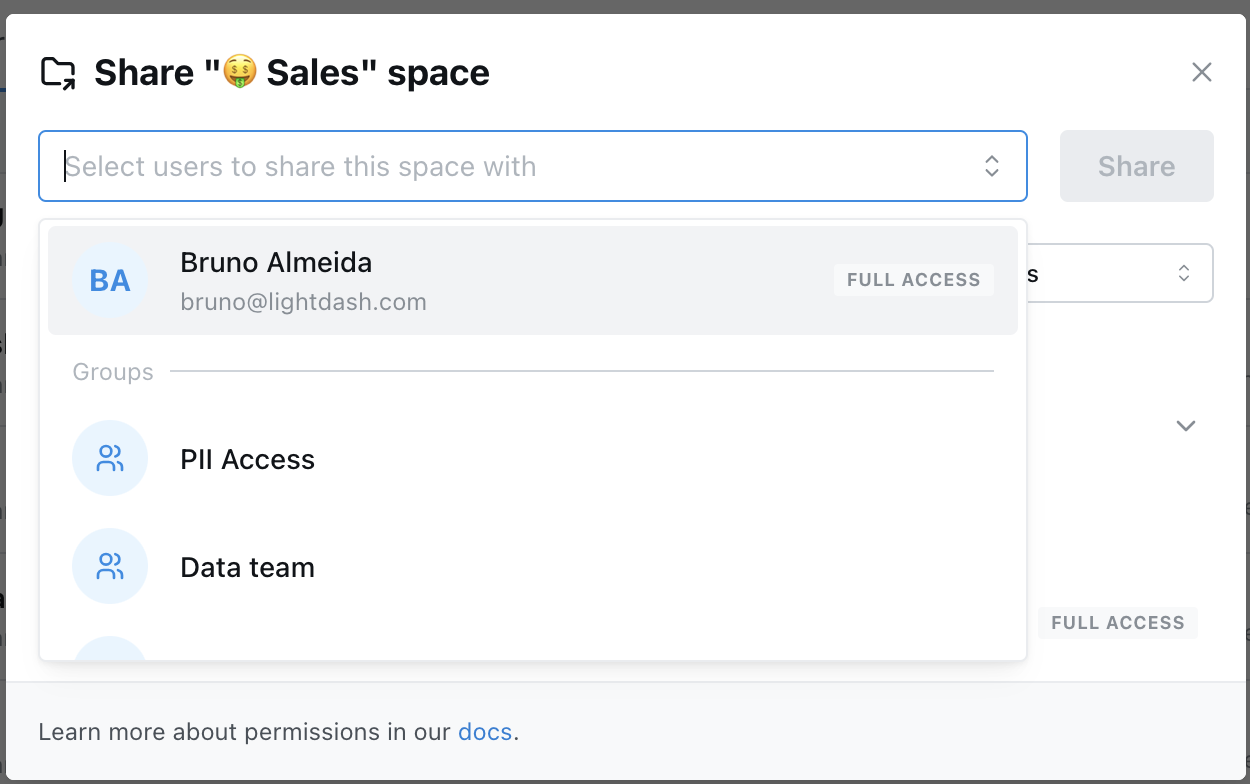 Share "🤑 Sales" space
Select users to share this space with
Share
BA
Bruno Almeida
bruno@lightdash.com
FULL ACCESS
s
Groups
PII Access
Data team
FULL ACCESS
Learn more about permissions in our docs.